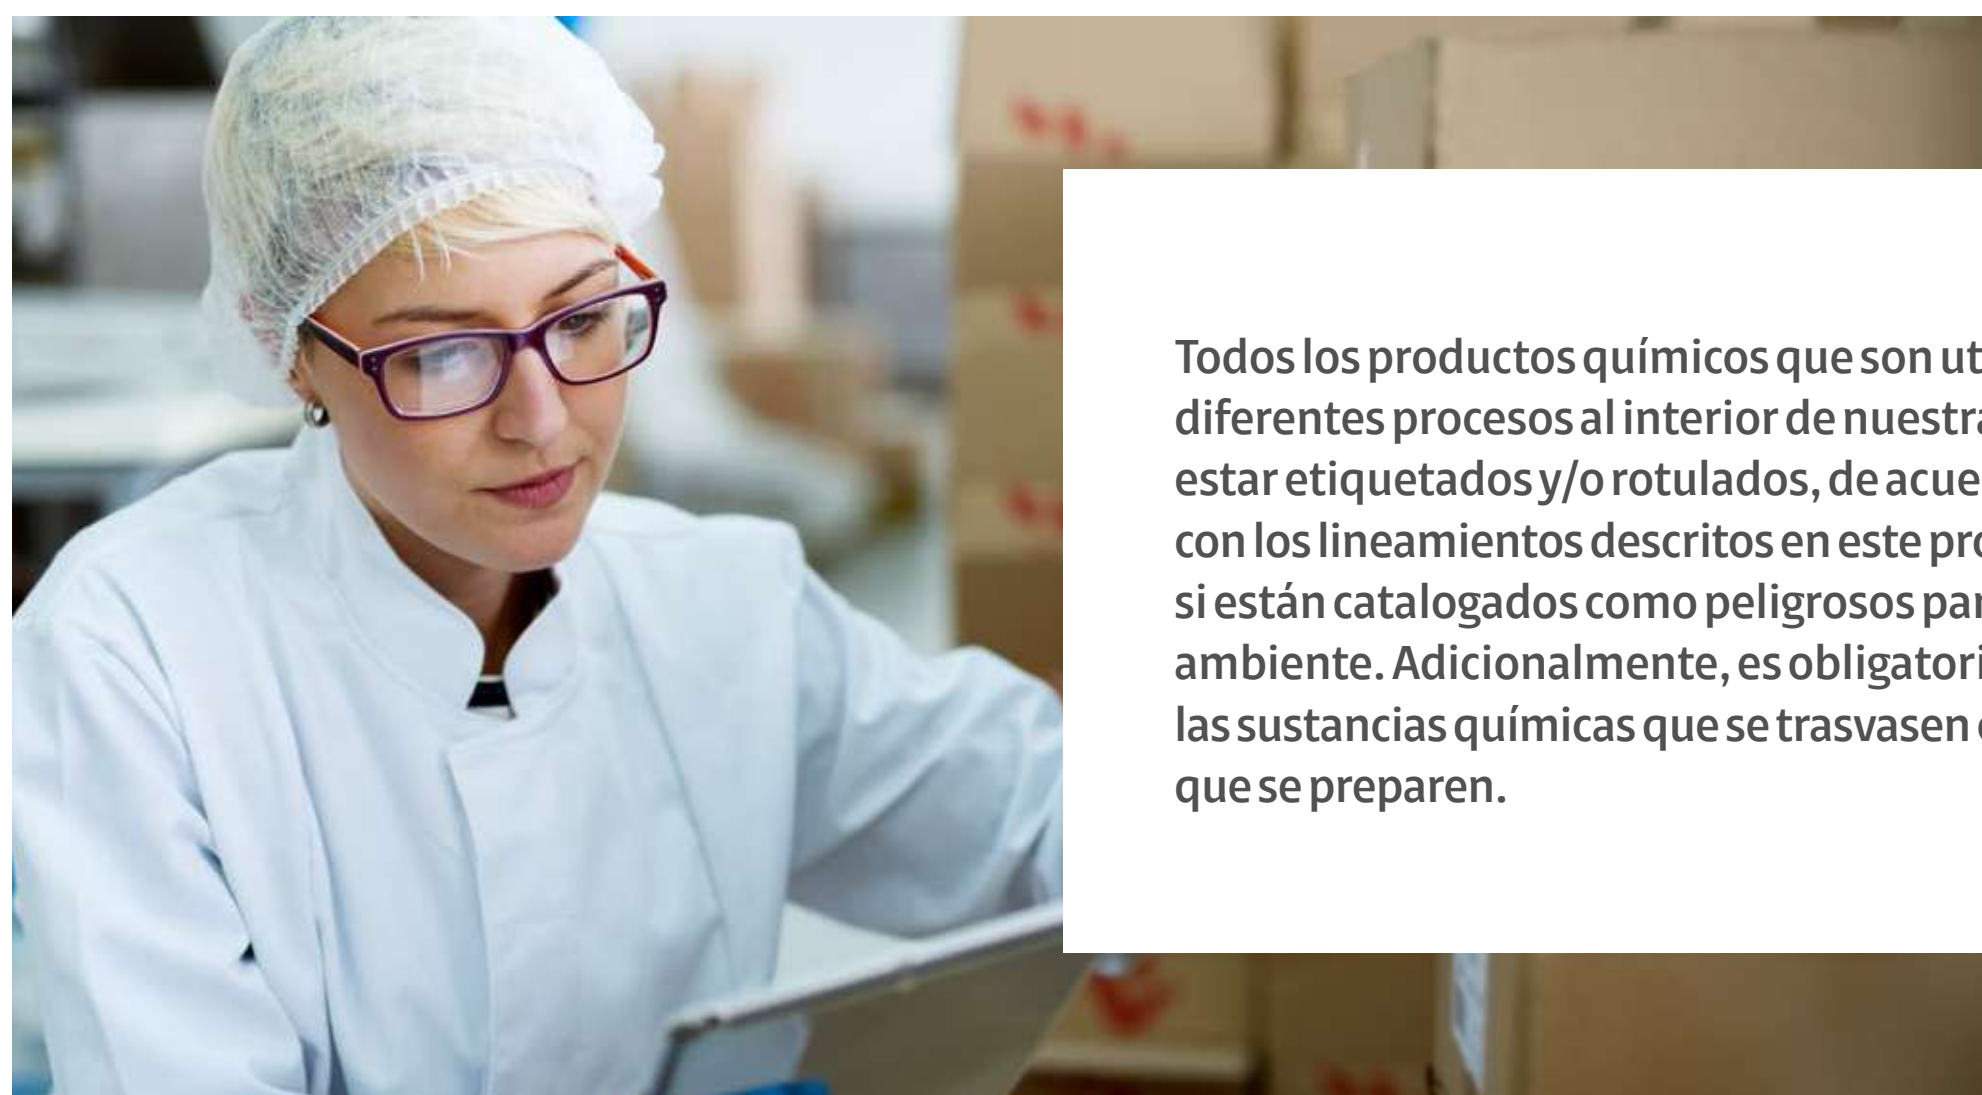 Todos los productos químicos que son ut
diferentes procesos al interior de nuestra
estar etiquetados y/o rotulados, de acue
con los lineamientos descritos en este pro
si están catalogados como peligrosos par
ambiente. Adicionalmente, es obligatori
las sustancias químicas que se trasvasen
que se preparen.